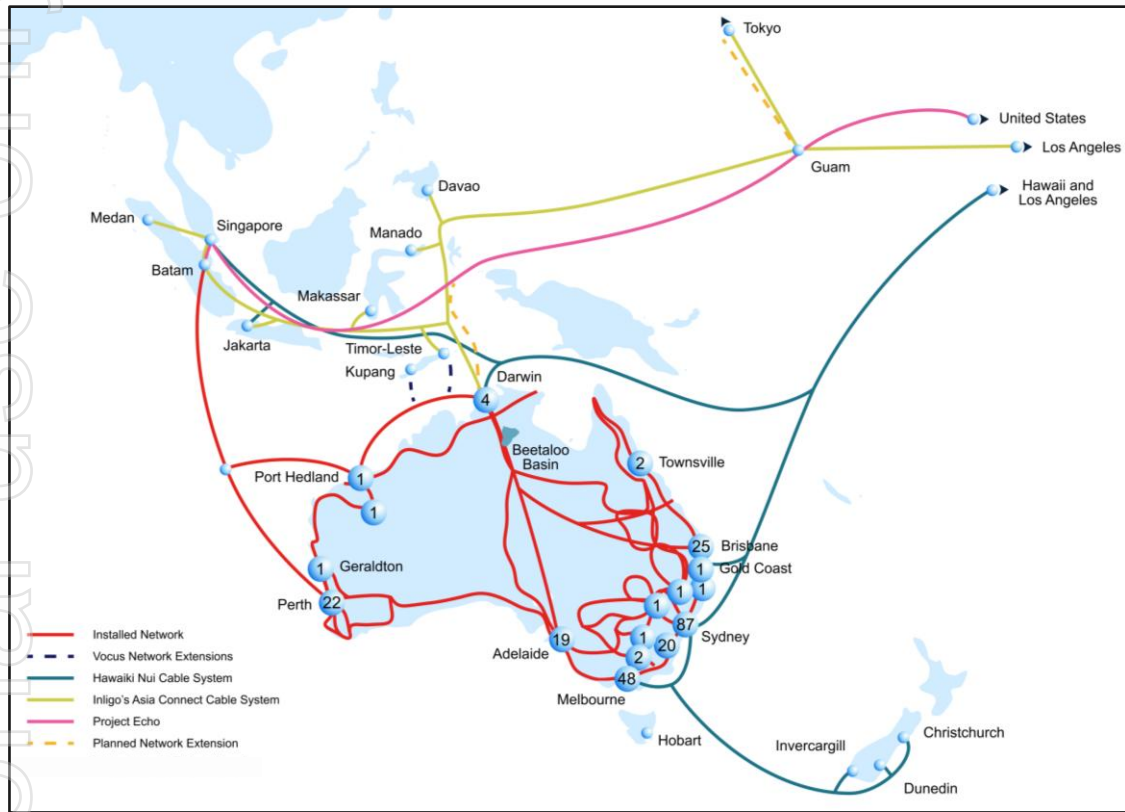 Tokyo
United States
Los Angeles
Guam
Hawaii and
Los Angeles
Davao
Medan
Singapore
Manado
Batam
Makassar
Jakarta
Timor-Leste
Kupang
Darwin
4
Beetaloo
Basin
2
Townsville
Port Hedland
1
1
25
Brisbane
1
Geraldton
1
Gold Coast
1
1
Perth
22
1
87
Sydney
19
1
20
Adelaide
2
48
Melbourne
Hobart
Christchurch
Invercargill
Dunedin
Installed Network
Vocus Network Extensions
Hawaiki Nui Cable System
Inligo's Asia Connect Cable System
Project Echo
Planned Network Extension